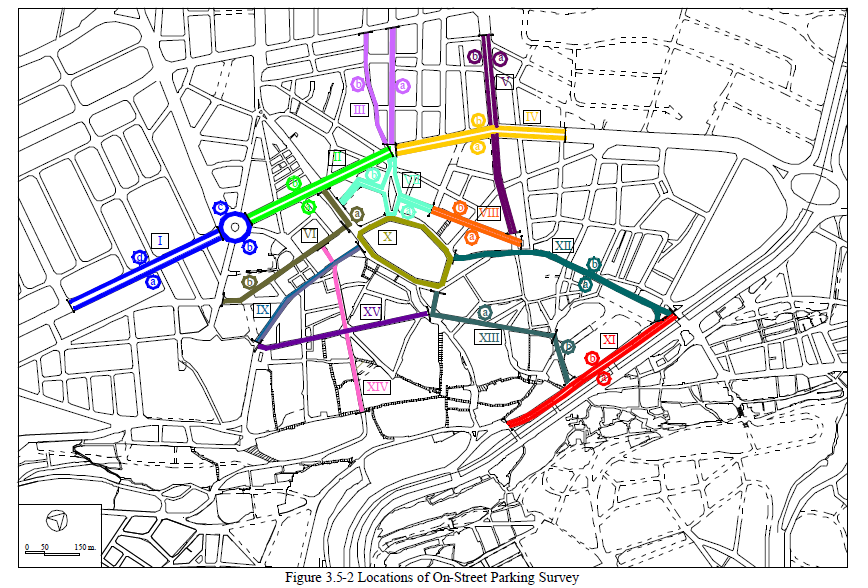 b
a
b
a
III
V
b
IV
a
II
b
VII
c
a
b
VIII
a
I
b
VI
X
XII
d
a
b
b
a
IX
XV
a
XIII
XI
b
a
XIV
0 50 150 m.
Figure 3.5-2 Locations of On-Street Parking Survey